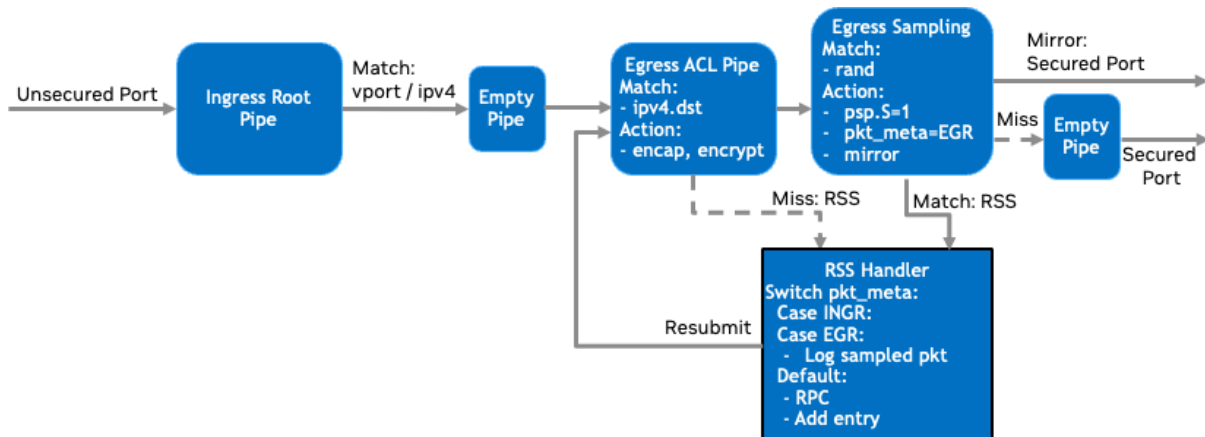 Unsecured Port
Ingress Root
Pipe
Match:
vport / ipv4
Empty
Pipe
Egress ACL Pipe
Match:
- ipv4.dst
Action:
- encap, encrypt
Egress Sampling
Match:
- rand
Action:
- psp.S=1
- pkt_meta=EGR
- mirror
Mirror:
Secured Port
Miss
Empty
Pipe
Secured
Port
Miss: RSS
Match: RSS
Resubmit
RSS Handler
Switch pkt_meta:
Case INGR:
Case EGR:
- Log sampled pkt
Default:
- RPC
- Add entry